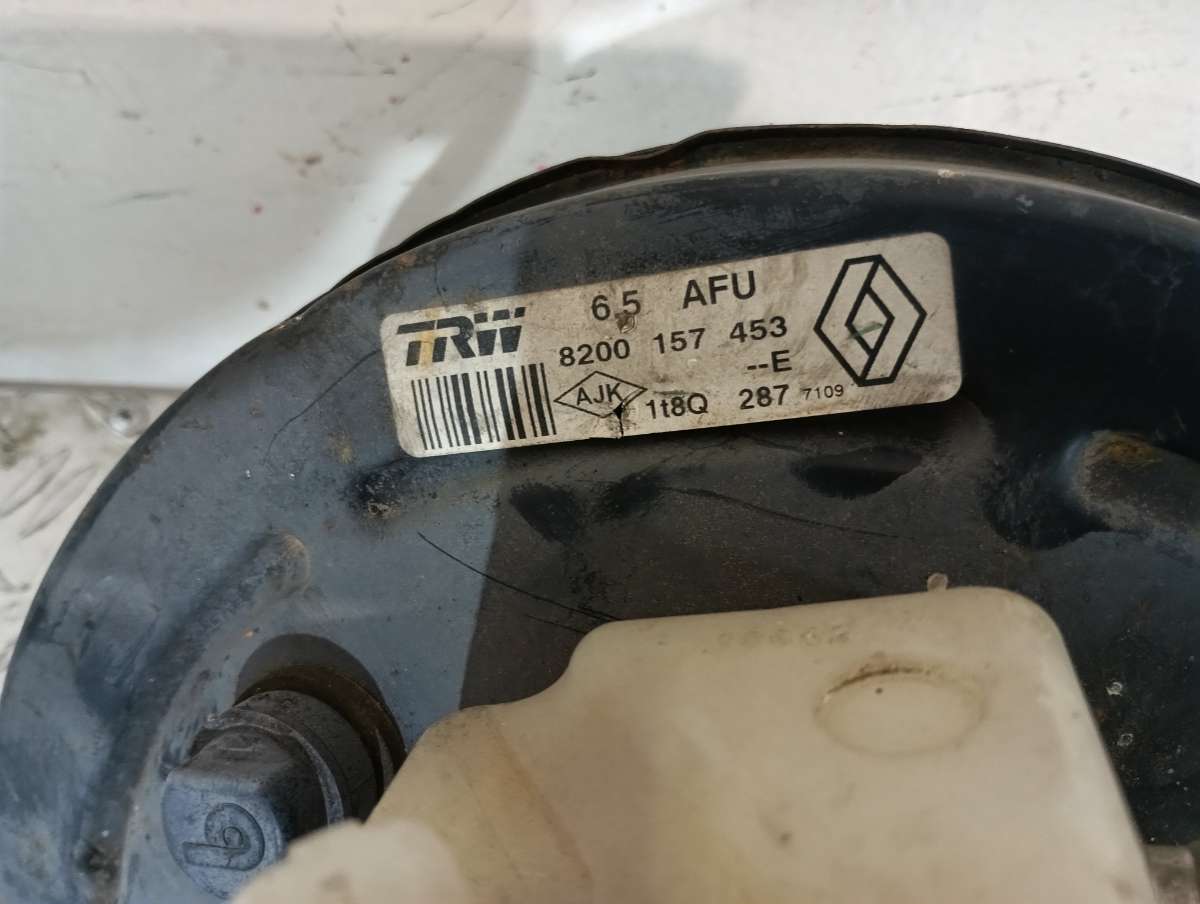 TRW 6.5 AFU
8200 157 453
--E
AJK 1t8Q 287 7109